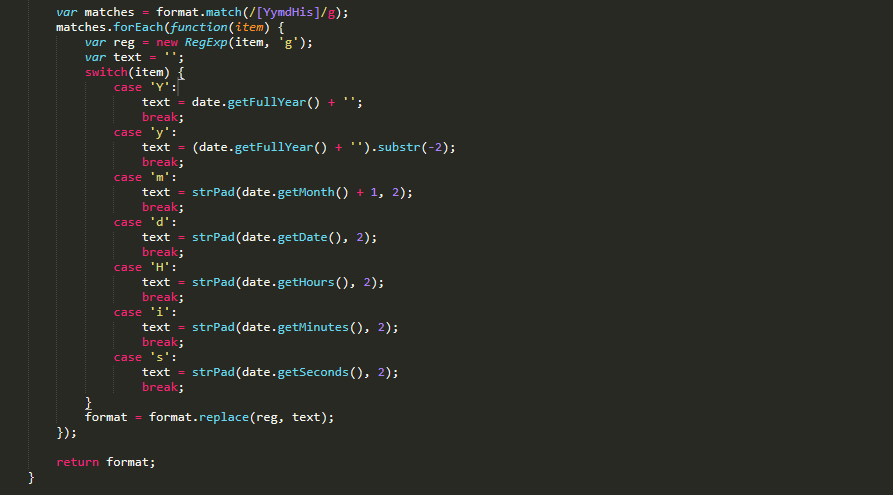 var matches = format.match(/[YymdHis]/g);
matches.forEach(function(item) {
var reg = new RegExp(item, 'g');
var text = '';
switch(item) {
case 'Y':
text = date.getFullYear() + '';
break;
case 'y':
text = (date.getFullYear() + '').substr(-2);
break;
case 'm':
text = strPad(date.getMonth() + 1, 2);
break;
case 'd':
text = strPad(date.getDate(), 2);
break;
case 'H':
text = strPad(date.getHours(), 2);
break;
case 'i':
text = strPad(date.getMinutes(), 2);
break;
case 's':
text = strPad(date.getSeconds(), 2);
break;
}
format = format.replace(reg, text);
});
return format;
}